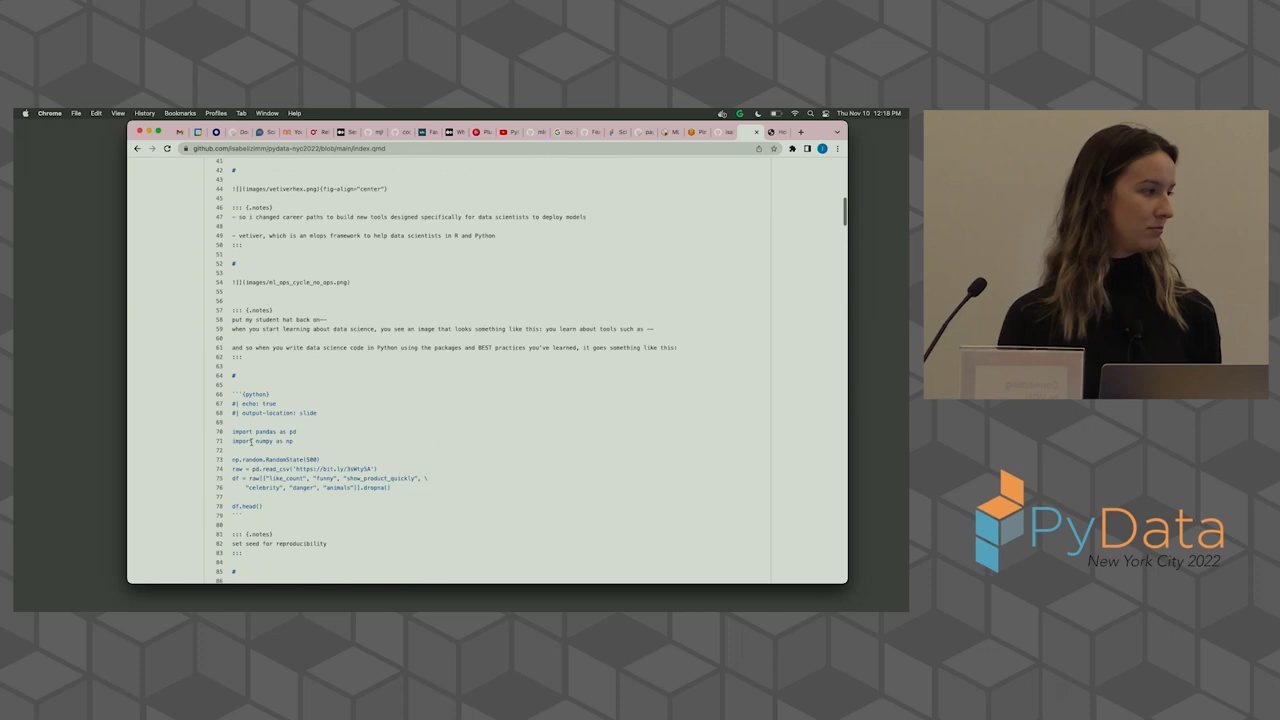 Chrome File Edit View History Bookmarks Profiles Tab Window Help
Thu Nov 10 12:18 PM
github.com/isabelizimm/pydata-nyc2022/blob/main/index.qmd
41
42 #
43
44 ![](images/vetiverhex.png){fig-align="center"}
45
46 ::: {.notes}
47 - so i changed career paths to build new tools designed specifically for data scientists to deploy models
48
49 - vetiver, which is an mlops framework to help data scientists in R and Python
50 :::
51
52 #
53
54 ![](images/ml_ops_cycle_no_ops.png)
55
56
57 ::: {.notes}
58 put my student hat back on--
59 when you start learning about data science, you see an image that looks something like this: you learn about tools such as --
60
61 and so when you write data science code in Python using the packages and BEST practices you've learned, it goes something like this:
62 :::
63
64 #
65
66 ```{python}
67 #| echo: true
68 #| output-location: slide
69
70 import pandas as pd
71 import numpy as np
72
73 np.random.RandomState(500)
74 raw = pd.read_csv('https://bit.ly/3sWty5A')
75 df = raw[["like_count", "funny", "show_product_quickly", \
76 "celebrity", "danger", "animals"]].dropna()
77
78 df.head()
79 ```
80
81 ::: {.notes}
82 set seed for reproducibility
83 :::
84
85 #
86
PyData
New York City 2022